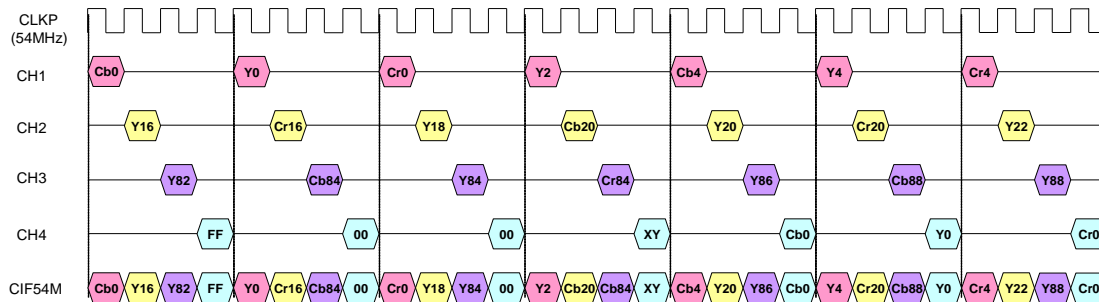 CLKP
(54MHz)
CH1 Cb0 Y0 Cr0 Y2 Cb4 Y4 Cr4
CH2 Y16 Cr16 Y18 Cb20 Y20 Cr20 Y22
CH3 Y82 Cb84 Y84 Cr84 Y86 Cb88 Y88
CH4 FF 00 00 XY Cb0 Y0 Cr0
CIF54M Cb0 Y16 Y82 FF Y0 Cr16 Cb84 00 Cr0 Y18 Y84 00 Y2 Cb20 Cb84 XY Cb4 Y20 Y86 Cb0 Y4 Cr20 Cb88 Y0 Cr4 Y22 Y88 Cr0